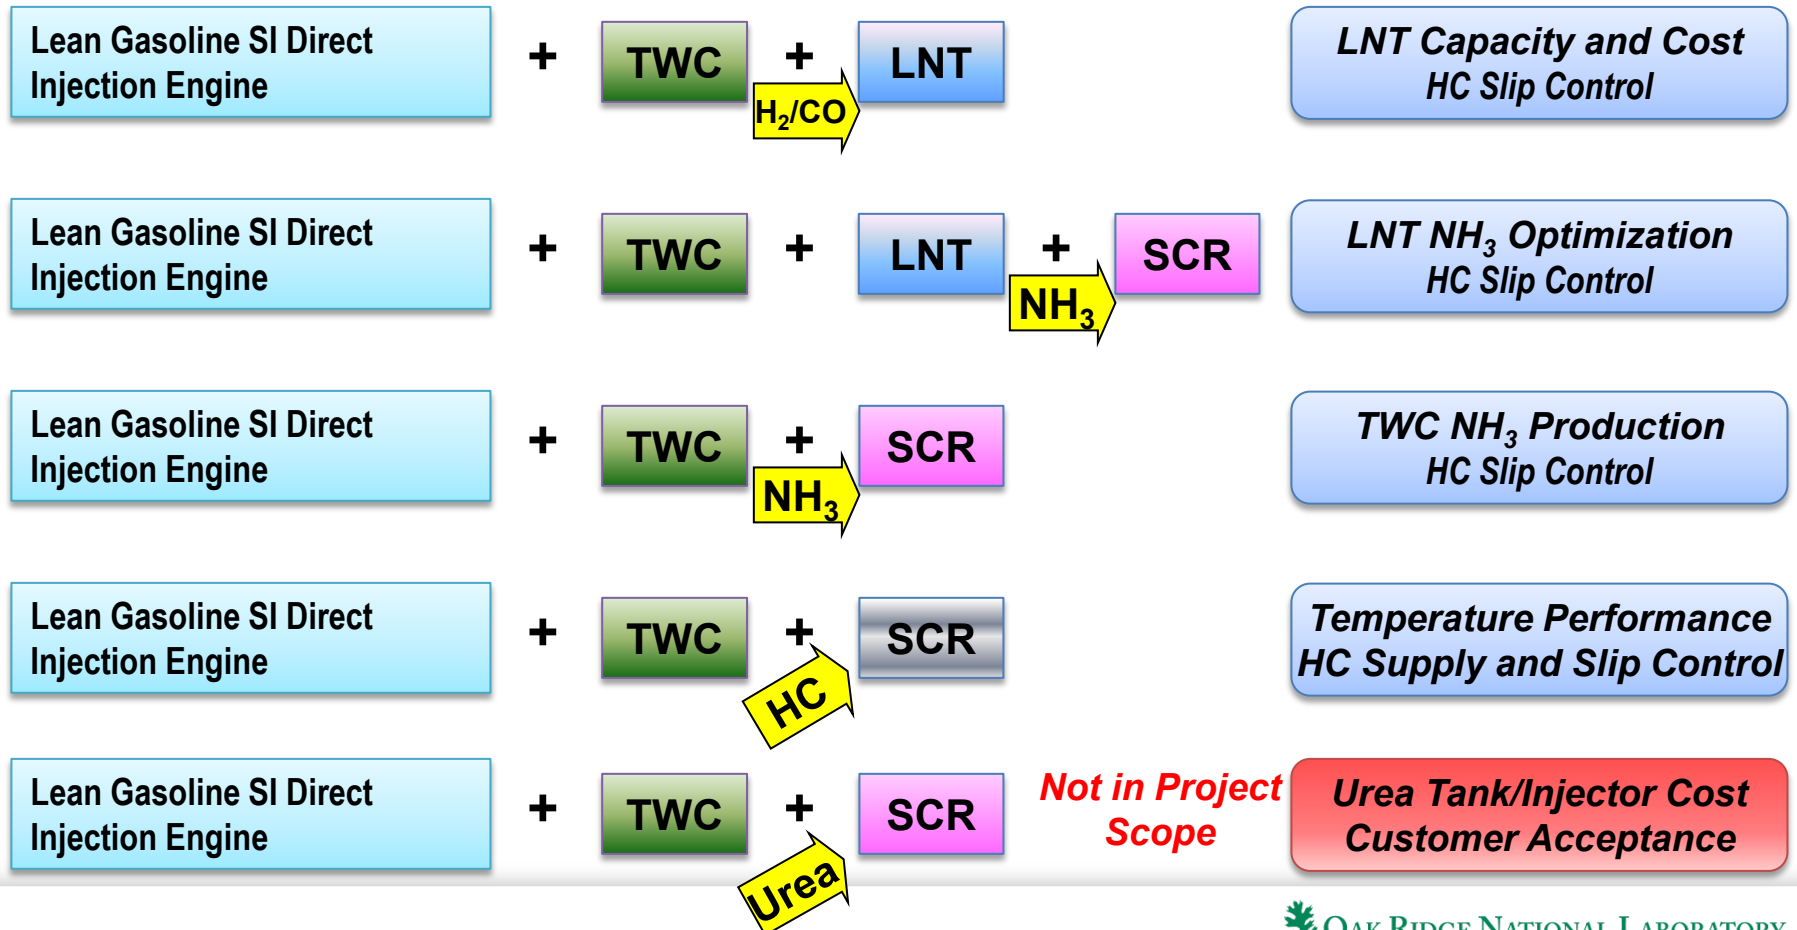 Lean Gasoline SI Direct
Injection Engine
+
TWC
+
H₂/CO
LNT
LNT Capacity and Cost
HC Slip Control
Lean Gasoline SI Direct
Injection Engine
+
TWC
+
LNT
+
NH₃
SCR
LNT NH₃ Optimization
HC Slip Control
Lean Gasoline SI Direct
Injection Engine
+
TWC
+
NH₃
SCR
TWC NH₃ Production
HC Slip Control
Lean Gasoline SI Direct
Injection Engine
+
TWC
+
HC
SCR
Temperature Performance
HC Supply and Slip Control
Lean Gasoline SI Direct
Injection Engine
+
TWC
+
Urea
SCR
Not in Project
Scope
Urea Tank/Injector Cost
Customer Acceptance
OAK RIDGE NATIONAL LABORATORY